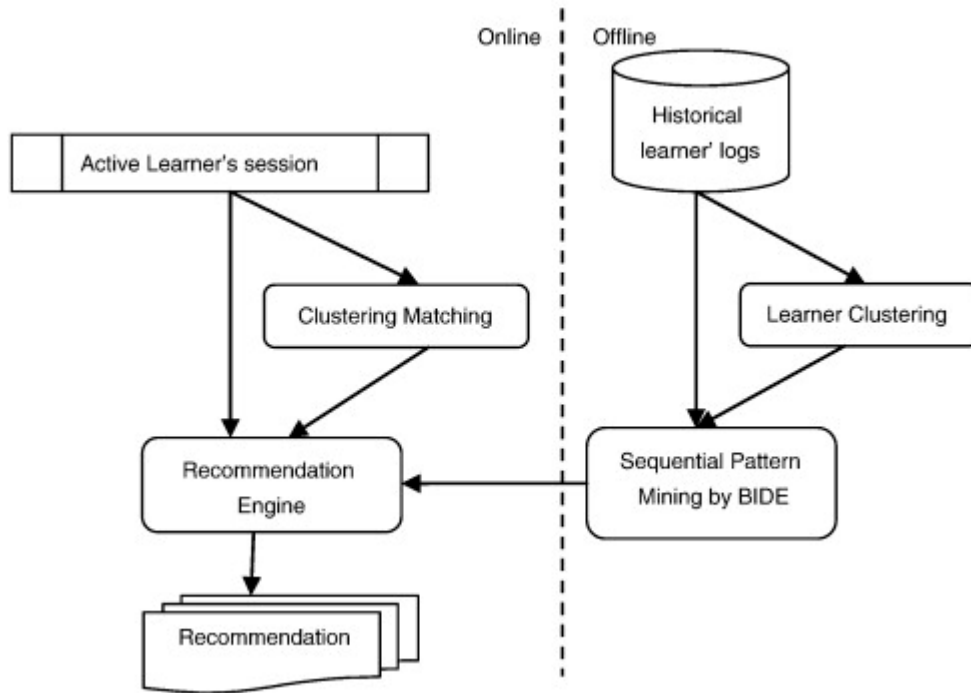 Online
Offline
Historical
learner' logs
Active Learner's session
Clustering Matching
Learner Clustering
Recommendation
Engine
Sequential Pattern
Mining by BIDE
Recommendation